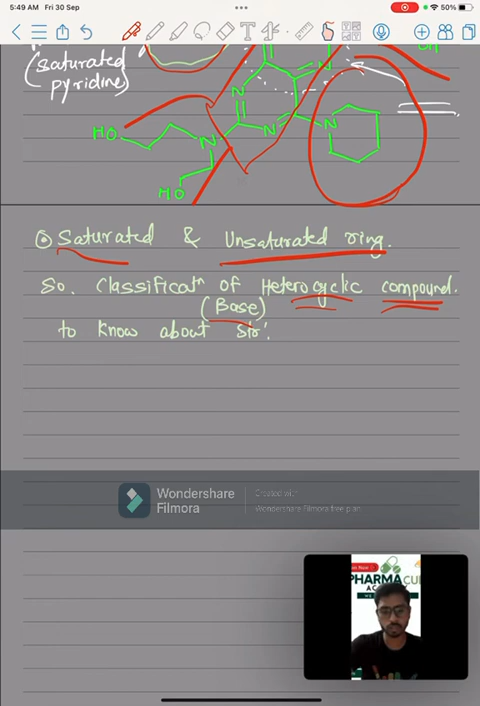 5:49 AM Fri 30 Sep
50%
(saturated
pyridine)
HO
N
N
N
N
N
HO
⊙ Saturated & Unsaturated ring.
So. Classificatⁿ of Heterocyclic compound.
(Base)
to know about str.
Wondershare
Filmora
Created with
Wondershare Filmora free plan
PHARMA